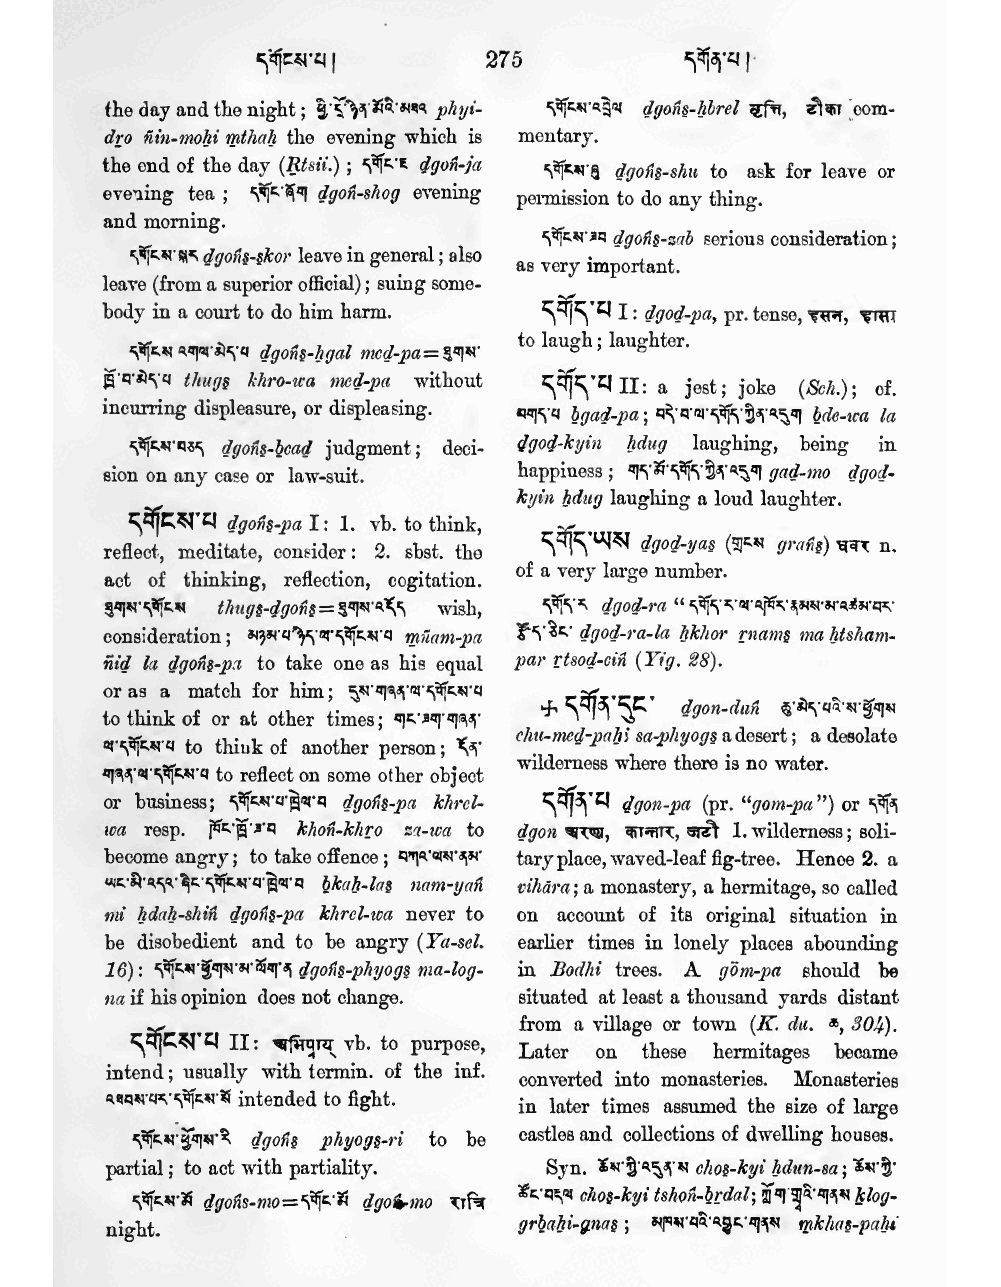 དགོངས་པ།
275
དགོན་པ།
the day and the night; ཕྱི་དྲོ་ཉིན་མོའི་མཐའ phyi-
dro ñin-moḥi mthaḥ the evening which is
the end of the day (Rtsii.); དགོང་ཇ dgoṅ-ja
evening tea; དགོང་ཞོག dgoṅ-shog evening
and morning.
དགོངས་སྐོར dgoṅs-skor leave in general; also
leave (from a superior official); suing some-
body in a court to do him harm.
དགོངས་འགལ་མེད་པ dgoṅs-ḥgal med-pa=ཐུགས་
ཁྲོ་བ་མེད་པ thugs khro-wa med-pa without
incurring displeasure, or displeasing.
དགོངས་བཅད dgoṅs-bcad judgment; deci-
sion on any case or law-suit.
དགོངས་པ dgoṅs-pa I: 1. vb. to think,
reflect, meditate, consider: 2. sbst. the
act of thinking, reflection, cogitation.
ཐུགས་དགོངས thugs-dgoṅs=ཐུགས་འདོད wish,
consideration; མཉམ་པ་ཉིད་ལ་དགོངས་པ mñam-pa
ñid la dgoṅs-pa to take one as his equal
or as a match for him; དུས་གཞན་ལ་དགོངས་པ
to think of or at other times; གང་ཟག་གཞན་
ལ་དགོངས་པ to think of another person; དོན་
གཞན་ལ་དགོངས་པ to reflect on some other object
or business; དགོངས་པ་ཁྲེལ་བ dgoṅs-pa khrel-
wa resp. ཁོང་ཁྲོ་ཟ་བ khoṅ-khro za-wa to
become angry; to take offence; བཀའ་ལས་ནམ་
ཡང་མི་འདའ་ཞིང་དགོངས་པ་ཁྲེལ་བ bkaḥ-las nam-yaṅ
mi ḥdaḥ-shiṅ dgoṅs-pa khrel-wa never to
be disobedient and to be angry (Ya-sel.
16): དགོངས་ཕྱོགས་མ་ལོག་ན dgoṅs-phyogs ma-log-
na if his opinion does not change.
དགོངས་པ II: अभिप्राय् vb. to purpose,
intend; usually with termin. of the inf.
འཐབས་པར་དགོངས་སོ intended to fight.
དགོངས་ཕྱོགས་རི dgoṅs phyogs-ri to be
partial; to act with partiality.
དགོངས་མོ dgoṅs-mo=དགོང་མོ dgoṅ-mo रात्रि
night.
དགོངས་འབྲེལ dgoṅs-ḥbrel वृत्ति, टीका com-
mentary.
དགོངས་ཞུ dgoṅs-shu to ask for leave or
permission to do any thing.
དགོངས་ཟབ dgoṅs-zab serious consideration;
as very important.
དགོད་པ I: dgod-pa, pr. tense, हसन, हासा
to laugh; laughter.
དགོད་པ II: a jest; joke (Sch.); cf.
བགད་པ bgad-pa; བདེ་བ་ལ་དགོད་ཀྱིན་འདུག bde-wa la
dgod-kyin ḥdug laughing, being in
happiness; གད་མོ་དགོད་ཀྱིན་འདུག gad-mo dgod-
kyin ḥdug laughing a loud laughter.
དགོད་ཡས dgod-yas (གྲངས graṅs) घवर n.
of a very large number.
དགོད་ར dgod-ra “དགོད་ར་ལ་འཁོར་རྣམས་མ་འཚམ་པར་
རྩོད་ཅིང་ dgod-ra-la ḥkhor rnams ma ḥtsham-
par rtsod-ciṅ (Yig. 28).
࿖ དགོན་དུང་ dgon-duṅ ཆུ་མེད་པའི་ས་ཕྱོགས
chu-med-paḥi sa-phyogs a desert; a desolate
wilderness where there is no water.
དགོན་པ dgon-pa (pr. “gom-pa”) or དགོན
dgon अरण्य, कान्तार, जटी 1. wilderness; soli-
tary place, waved-leaf fig-tree. Hence 2. a
vihāra; a monastery, a hermitage, so called
on account of its original situation in
earlier times in lonely places abounding
in Bodhi trees. A gōm-pa should be
situated at least a thousand yards distant
from a village or town (K. du. ཆ, 304).
Later on these hermitages became
converted into monasteries. Monasteries
in later times assumed the size of large
castles and collections of dwelling houses.
Syn. ཆོས་ཀྱི་འདུན་ས chos-kyi ḥdun-sa; ཆོས་ཀྱི་
ཚོང་བརྡལ chos-kyi tshoṅ-brdal; ཀློག་གྲྭའི་གནས klog-
grbaḥi-gnas; མཁས་པའི་འབྱུང་གནས mkhas-paḥi